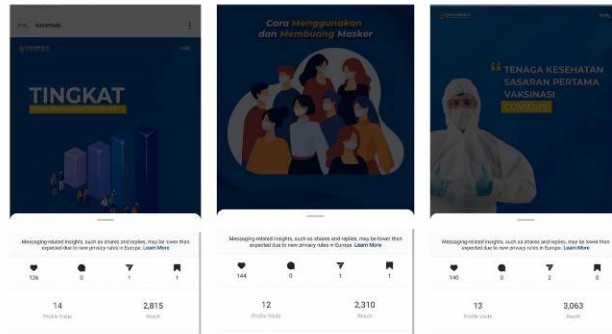 TINGKAT
Messaging-related insights, such as shares and replies, may be lower than
expected due to new privacy rules in Europe. Learn More
126
0
1
1
14
2,815
Profile Visits
Reach
Cara Menggunakan
dan Membuang Masker
Messaging-related insights, such as shares and replies, may be lower than
expected due to new privacy rules in Europe. Learn More
144
0
1
1
12
2,310
Profile Visits
Reach
TENAGA KESEHATAN
SASARAN PERTAMA
VAKSINASI
COVID-19
Messaging-related insights, such as shares and replies, may be lower than
expected due to new privacy rules in Europe. Learn More
140
0
2
0
13
3,063
Profile Visits
Reach